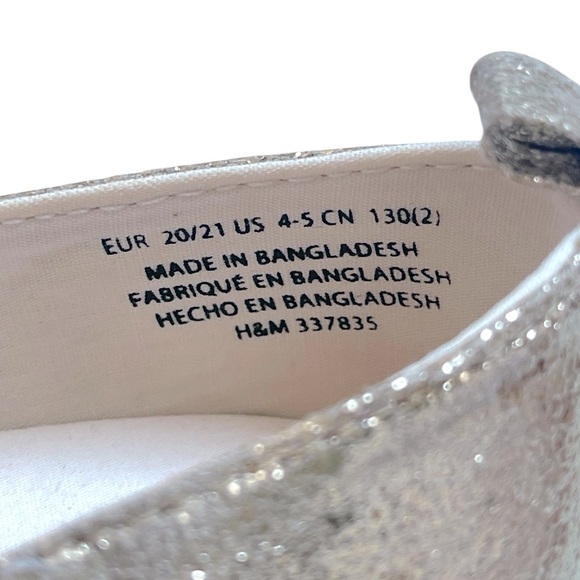 EUR 20/21 US 4-5 CN 130(2)
MADE IN BANGLADESH
FABRIQUÉ EN BANGLADESH
HECHO EN BANGLADESH
H&M 337835